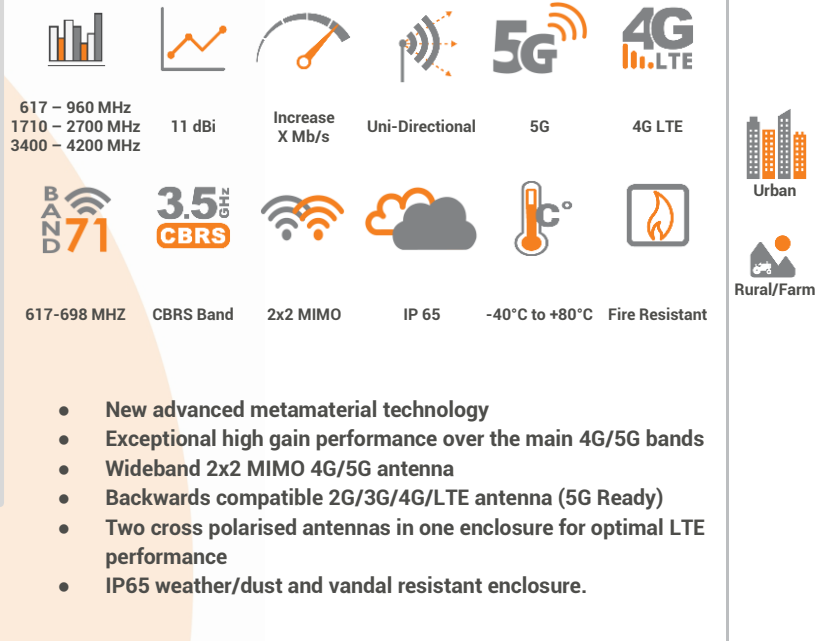 5G
4G
LTE
617 – 960 MHz
1710 – 2700 MHz
3400 – 4200 MHz
11 dBi
Increase
X Mb/s
Uni-Directional
5G
4G LTE
Urban
BAND 71
3.5 GHz
CBRS
C°
Rural/Farm
617-698 MHZ
CBRS Band
2x2 MIMO
IP 65
-40°C to +80°C
Fire Resistant
● New advanced metamaterial technology
● Exceptional high gain performance over the main 4G/5G bands
● Wideband 2x2 MIMO 4G/5G antenna
● Backwards compatible 2G/3G/4G/LTE antenna (5G Ready)
● Two cross polarised antennas in one enclosure for optimal LTE
performance
● IP65 weather/dust and vandal resistant enclosure.